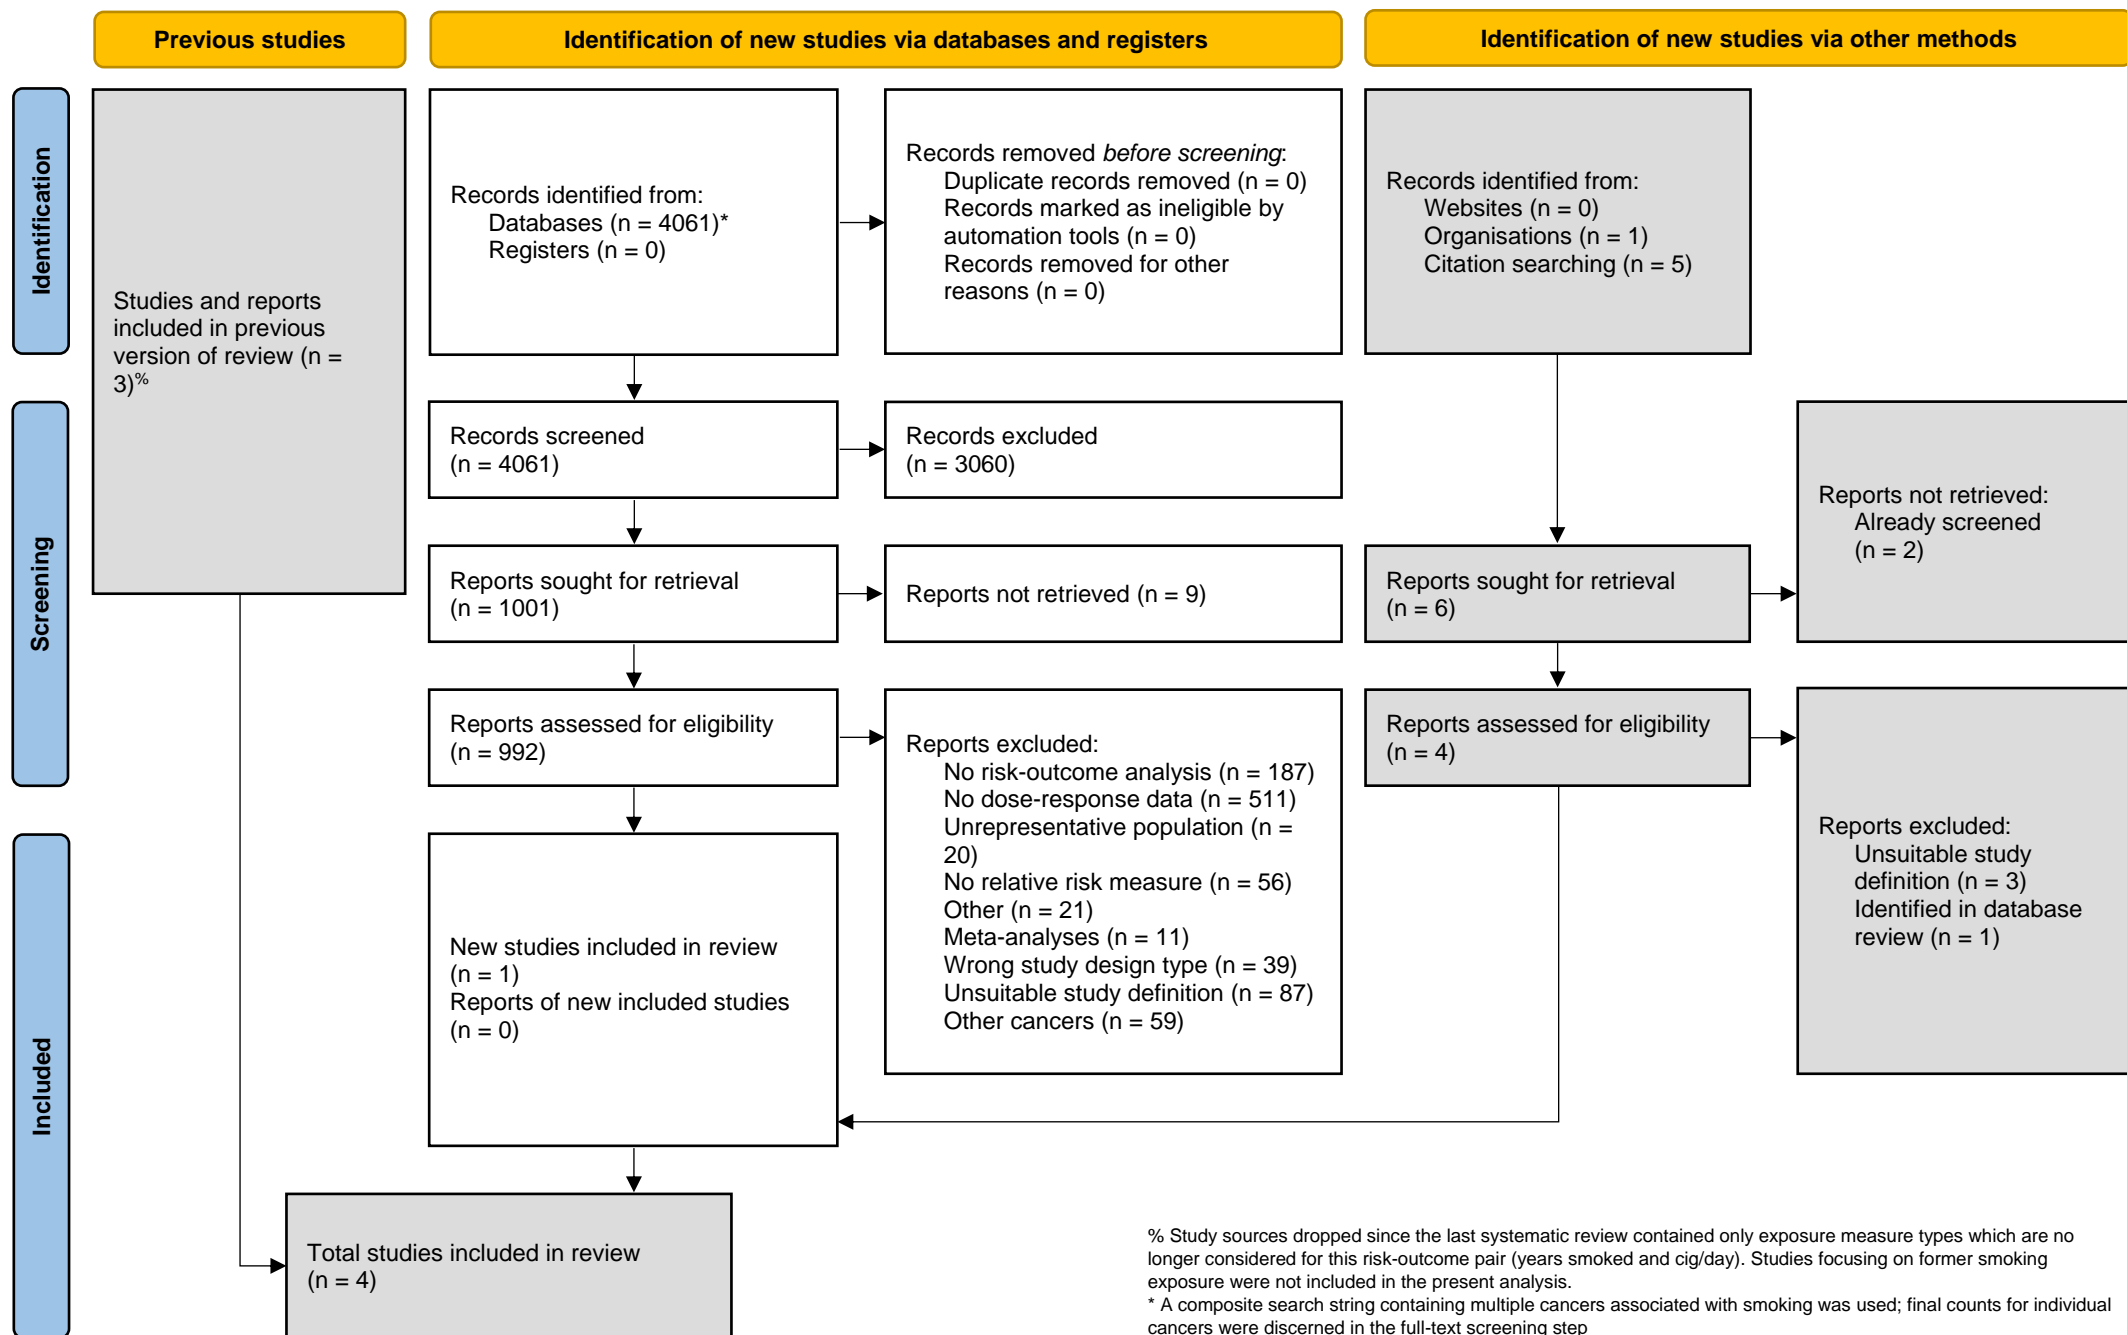 Previous studies
Identification of new studies via databases and registers
Identification of new studies via other methods
Identification
Studies and reports
included in previous
version of review (n =
3)%
Records identified from:
Databases (n = 4061)*
Registers (n = 0)
Records removed before screening:
Duplicate records removed (n = 0)
Records marked as ineligible by
automation tools (n = 0)
Records removed for other
reasons (n = 0)
Records identified from:
Websites (n = 0)
Organisations (n = 1)
Citation searching (n = 5)
Screening
Records screened
(n = 4061)
Records excluded
(n = 3060)
Reports sought for retrieval
(n = 1001)
Reports not retrieved (n = 9)
Reports sought for retrieval
(n = 6)
Reports not retrieved:
Already screened
(n = 2)
Reports assessed for eligibility
(n = 992)
Reports excluded:
No risk-outcome analysis (n = 187)
No dose-response data (n = 511)
Unrepresentative population (n =
20)
No relative risk measure (n = 56)
Other (n = 21)
Meta-analyses (n = 11)
Wrong study design type (n = 39)
Unsuitable study definition (n = 87)
Other cancers (n = 59)
Reports assessed for eligibility
(n = 4)
Reports excluded:
Unsuitable study
definition (n = 3)
Identified in database
review (n = 1)
Included
New studies included in review
(n = 1)
Reports of new included studies
(n = 0)
Total studies included in review
(n = 4)
% Study sources dropped since the last systematic review contained only exposure measure types which are no
longer considered for this risk-outcome pair (years smoked and cig/day). Studies focusing on former smoking
exposure were not included in the present analysis.
* A composite search string containing multiple cancers associated with smoking was used; final counts for individual
cancers were discerned in the full-text screening step